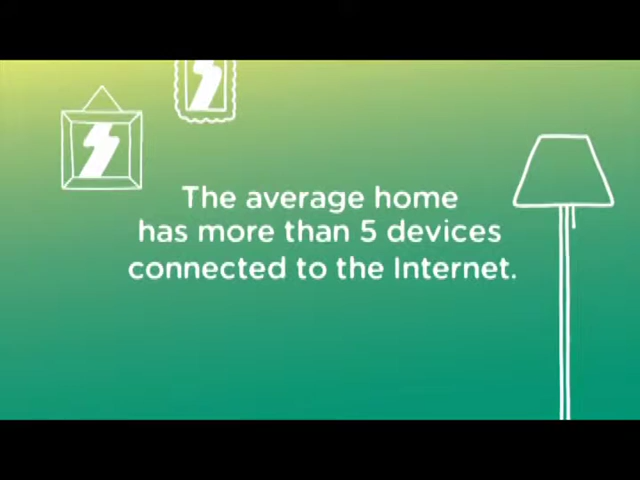 The average home
has more than 5 devices
connected to the Internet.